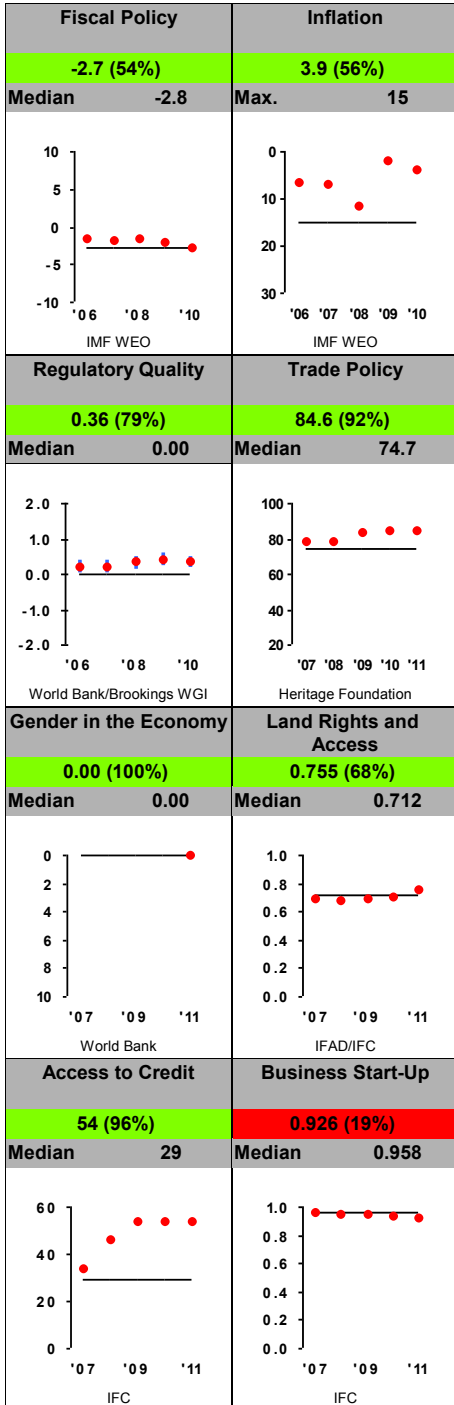 Fiscal Policy
-2.7 (54%)
Median -2.8
10
5
0
-5
-10
'06 '08 '10
IMF WEO
Inflation
3.9 (56%)
Max. 15
0
10
20
30
'06 '07 '08 '09 '10
IMF WEO
Regulatory Quality
0.36 (79%)
Median 0.00
2.0
1.0
0.0
-1.0
-2.0
'06 '08 '10
World Bank/Brookings WGI
Trade Policy
84.6 (92%)
Median 74.7
100
80
60
40
20
'07 '08 '09 '10 '11
Heritage Foundation
Gender in the Economy
0.00 (100%)
Median 0.00
0
2
4
6
8
10
'07 '09 '11
World Bank
Land Rights and
Access
0.755 (68%)
Median 0.712
1.0
0.8
0.6
0.4
0.2
0.0
'07 '09 '11
IFAD/IFC
Access to Credit
54 (96%)
Median 29
60
40
20
0
'07 '09 '11
IFC
Business Start-Up
0.926 (19%)
Median 0.958
1.0
0.8
0.6
0.4
0.2
0.0
'07 '09 '11
IFC